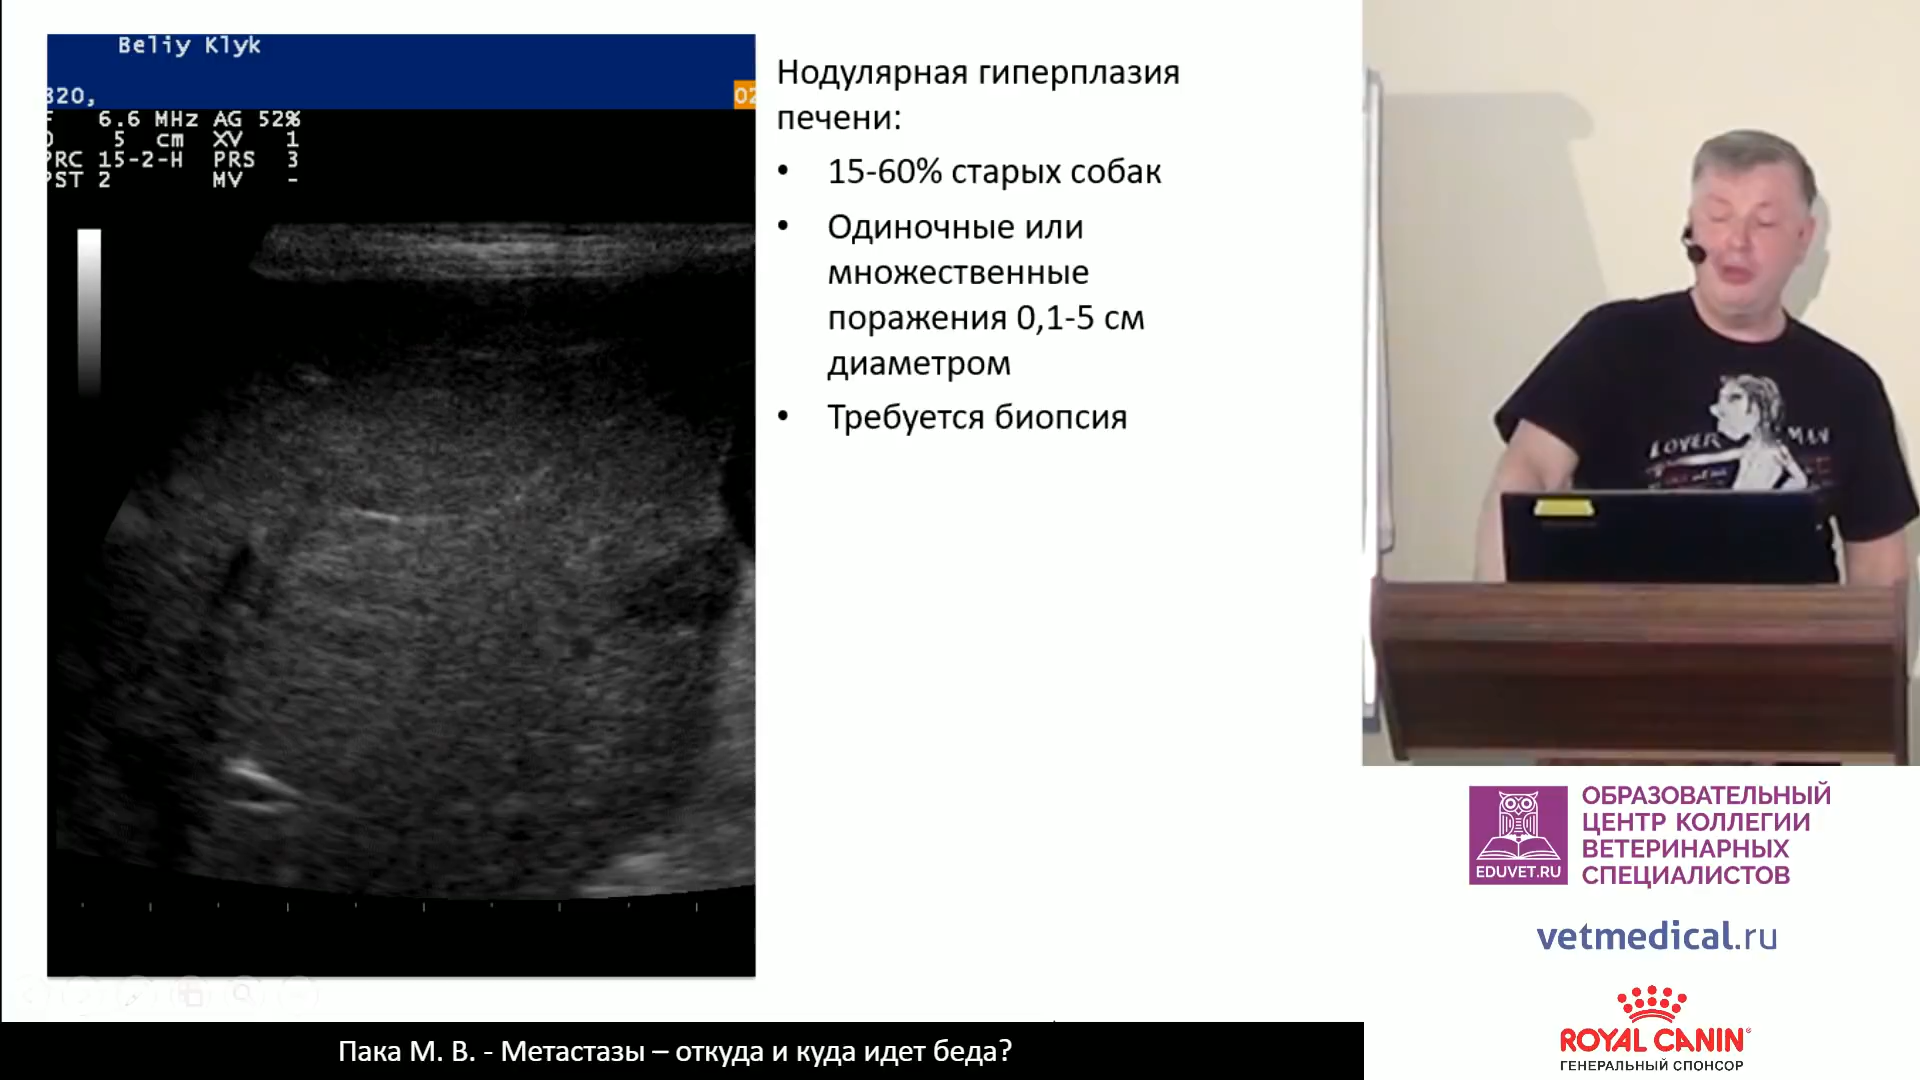 Beliy Klyk
320,
02
F 6.6 MHz AG 52%
D 5 cm XV 1
PRC 15-2-H PRS 3
PST 2 MV -
Нодулярная гиперплазия
печени:
• 15-60% старых собак
• Одиночные или
множественные
поражения 0,1-5 см
диаметром
• Требуется биопсия
LOVER MAN
ОБРАЗОВАТЕЛЬНЫЙ
ЦЕНТР КОЛЛЕГИИ
ВЕТЕРИНАРНЫХ
СПЕЦИАЛИСТОВ
EDUVET.RU
vetmedical.ru
ROYAL CANIN®
ГЕНЕРАЛЬНЫЙ СПОНСОР
Пака М. В. - Метастазы – откуда и куда идет беда?